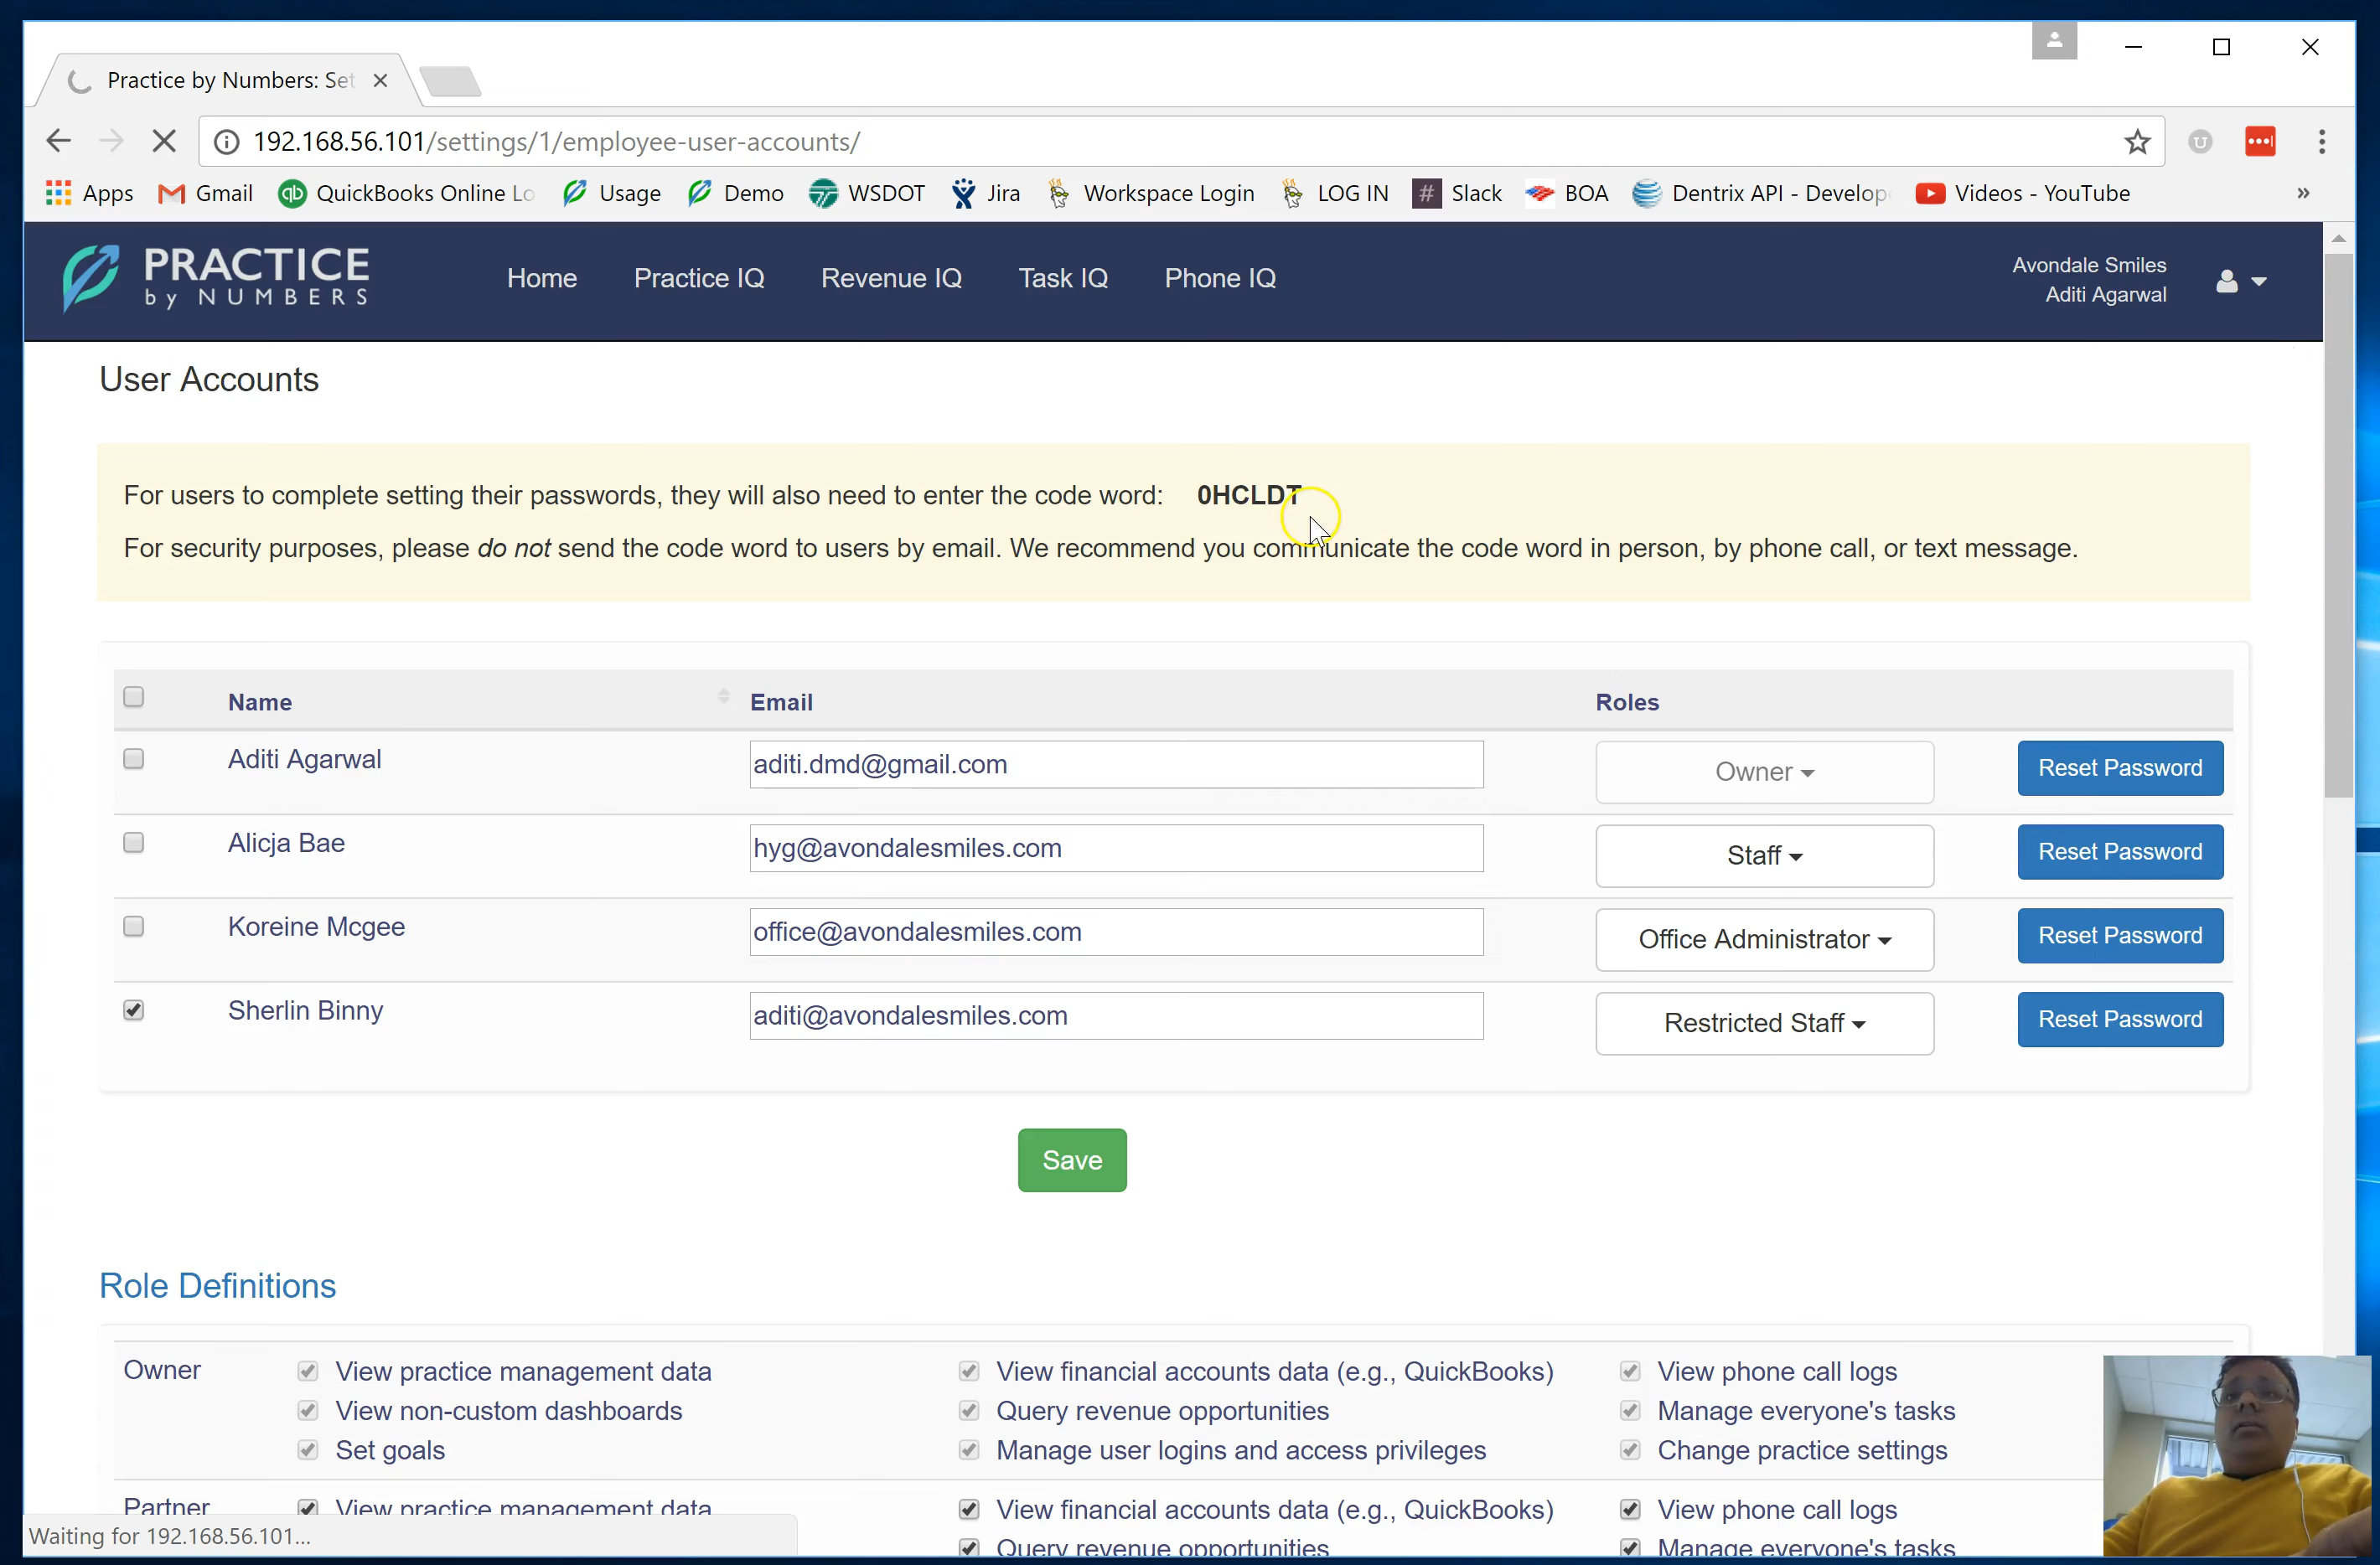 Practice by Numbers: Set
192.168.56.101/settings/1/employee-user-accounts/
Apps Gmail QuickBooks Online Lo Usage Demo WSDOT Jira Workspace Login LOG IN # Slack BOA Dentrix API - Develop Videos - YouTube »
PRACTICE
by NUMBERS
Home Practice IQ Revenue IQ Task IQ Phone IQ
Avondale Smiles
Aditi Agarwal
User Accounts
For users to complete setting their passwords, they will also need to enter the code word: 0HCLDT
For security purposes, please do not send the code word to users by email. We recommend you communicate the code word in person, by phone call, or text message.
Name Email Roles
Aditi Agarwal aditi.dmd@gmail.com Owner Reset Password
Alicja Bae hyg@avondalesmiles.com Staff Reset Password
Koreine Mcgee office@avondalesmiles.com Office Administrator Reset Password
Sherlin Binny aditi@avondalesmiles.com Restricted Staff Reset Password
Save
Role Definitions
Owner View practice management data View financial accounts data (e.g., QuickBooks) View phone call logs
View non-custom dashboards Query revenue opportunities Manage everyone's tasks
Set goals Manage user logins and access privileges Change practice settings
Partner View practice management data View financial accounts data (e.g., QuickBooks) View phone call logs
Query revenue opportunities Manage everyone's tasks
Waiting for 192.168.56.101...